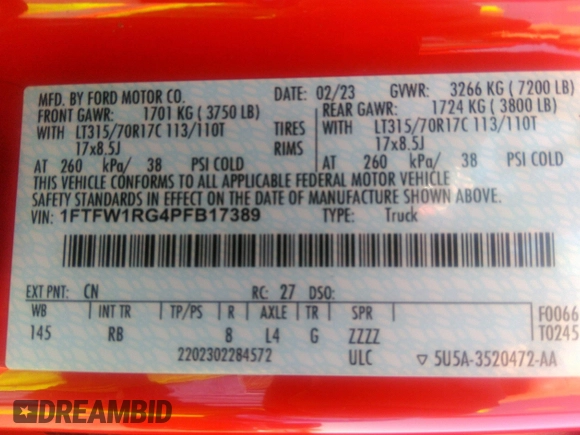 MFD. BY FORD MOTOR CO. DATE: 02/23 GVWR: 3266 KG ( 7200 LB)
FRONT GAWR: 1701 KG ( 3750 LB) REAR GAWR: 1724 KG ( 3800 LB)
WITH LT315/70R17C 113/110T TIRES WITH LT315/70R17C 113/110T
17x8.5J RIMS 17x8.5J
AT 260 kPa/ 38 PSI COLD AT 260 kPa/ 38 PSI COLD
THIS VEHICLE CONFORMS TO ALL APPLICABLE FEDERAL MOTOR VEHICLE
SAFETY STANDARDS IN EFFECT ON THE DATE OF MANUFACTURE SHOWN ABOVE.
VIN: 1FTFW1RG4PFB17389 TYPE: Truck
EXT PNT: CN RC: 27 DSO:
WB INT TR TP/PS R AXLE TR SPR F0066
145 RB 8 L4 G ZZZZ T0245
2202302284572 ULC ▽ 5U5A-3520472-AA
DREAMBID